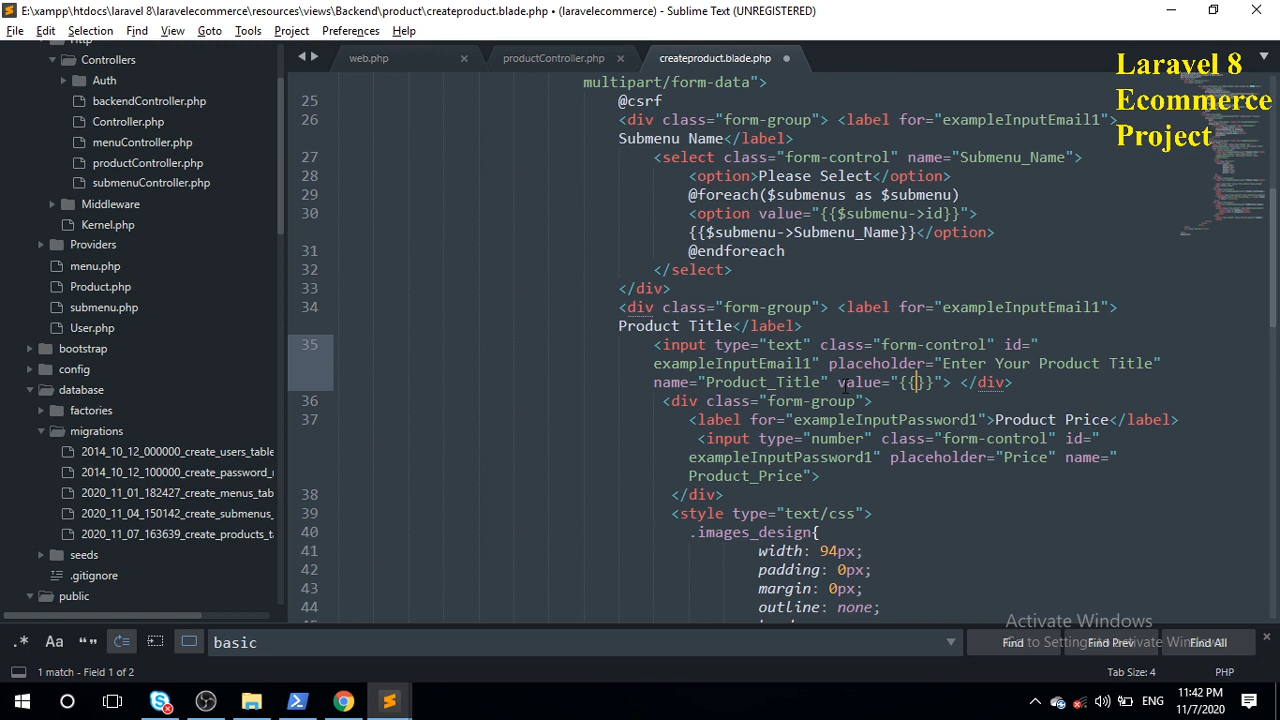 E:\xampp\htdocs\laravel 8\laravelecommerce\resources\views\Backend\product\createproduct.blade.php • (laravelecommerce) - Sublime Text (UNREGISTERED)
File Edit Selection Find View Goto Tools Project Preferences Help
web.php productController.php createproduct.blade.php
Laravel 8
Ecommerce
Project
Controllers
Auth
backendController.php
Controller.php
menuController.php
productController.php
submenuController.php
Middleware
Kernel.php
Providers
menu.php
Product.php
submenu.php
User.php
bootstrap
config
database
factories
migrations
2014_10_12_000000_create_users_table
2014_10_12_100000_create_password_
2020_11_01_182427_create_menus_tab
2020_11_04_150142_create_submenus_
2020_11_07_163639_create_products_ta
seeds
.gitignore
public
multipart/form-data">
25 @csrf
26 <div class="form-group"> <label for="exampleInputEmail1">
Submenu Name</label>
27 <select class="form-control" name="Submenu_Name">
28 <option>Please Select</option>
29 @foreach($submenus as $submenu)
30 <option value="{{$submenu->id}}">
{{$submenu->Submenu_Name}}</option>
31 @endforeach
32 </select>
33 </div>
34 <div class="form-group"> <label for="exampleInputEmail1">
Product Title</label>
35 <input type="text" class="form-control" id="
exampleInputEmail1" placeholder="Enter Your Product Title"
name="Product_Title" value="{{}}"> </div>
36 <div class="form-group">
37 <label for="exampleInputPassword1">Product Price</label>
<input type="number" class="form-control" id="
exampleInputPassword1" placeholder="Price" name="
Product_Price">
38 </div>
39 <style type="text/css">
40 .images_design{
41 width: 94px;
42 padding: 0px;
43 margin: 0px;
44 outline: none;
Activate Windows
Go to Settings to activate Windows.
.* Aa “” basic Find Find Prev Find All
1 match - Field 1 of 2 Tab Size: 4 PHP
ENG 11:42 PM
11/7/2020